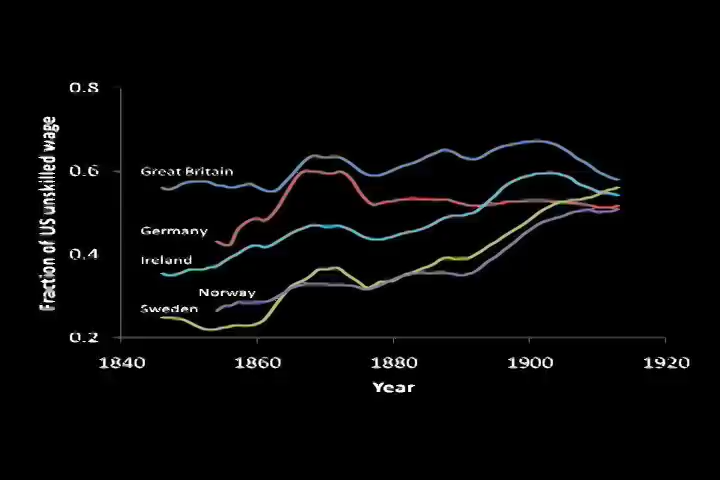 Fraction of US unskilled wage
0.8
0.6
0.4
0.2
Great Britain
Germany
Ireland
Norway
Sweden
1840 1860 1880 1900 1920
Year